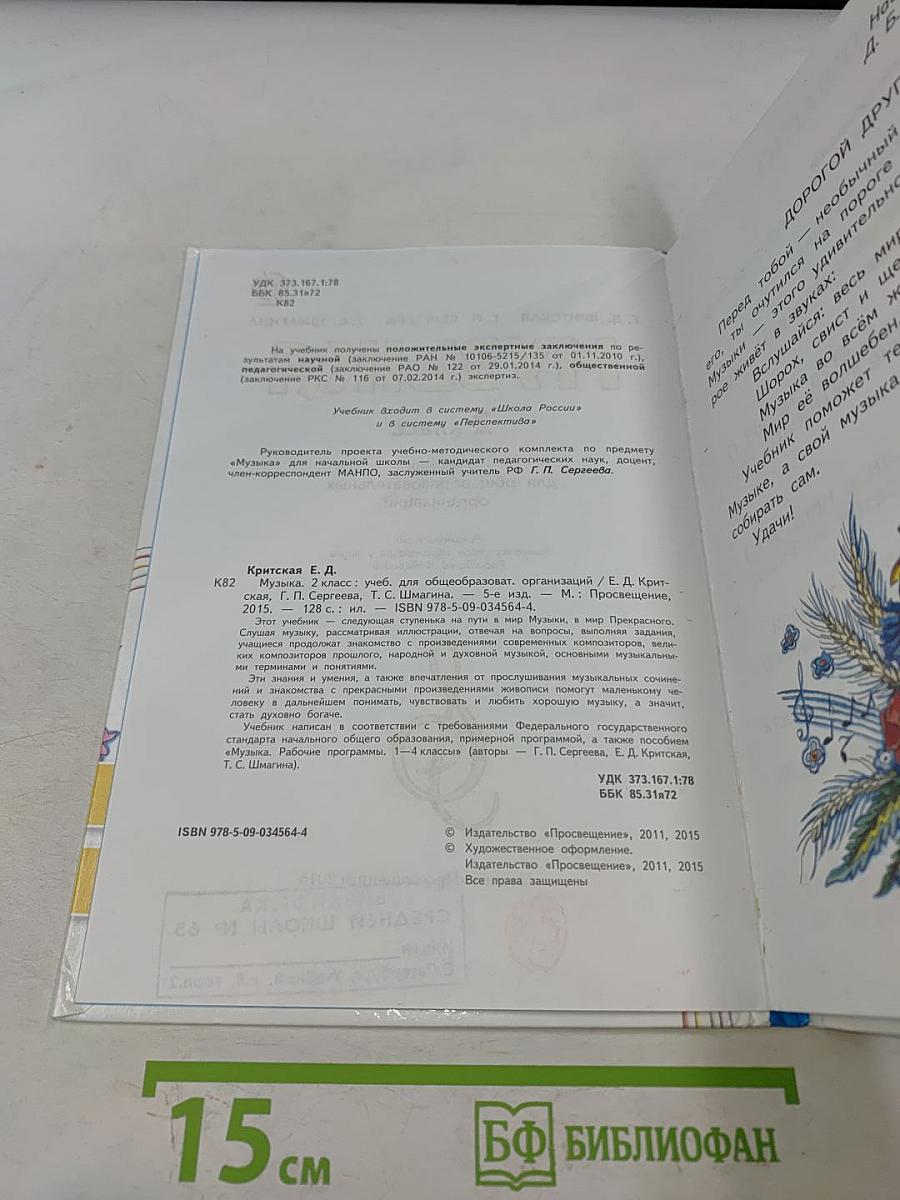 УДК 373.167.1:78
ББК 85.31я72
К82
На учебник получены положительные экспертные заключения по ре-
зультатам научной (заключение РАН № 10106-5215/135 от 01.11.2010 г.),
педагогической (заключение РАО № 122 от 29.01.2014 г.), общественной
(заключение РКС № 116 от 07.02.2014 г.) экспертиз.
Учебник входит в систему «Школа России»
и в систему «Перспектива»
Руководитель проекта учебно-методического комплекта по предмету
«Музыка» для начальной школы — кандидат педагогических наук, доцент,
член-корреспондент МАНПО, заслуженный учитель РФ Г. П. Сергеева.
Критская Е. Д.
К82 Музыка. 2 класс : учеб. для общеобразоват. организаций / Е. Д. Крит-
ская, Г. П. Сергеева, Т. С. Шмагина. — 5-е изд. — М. : Просвещение,
2015. — 128 с. : ил. — ISBN 978-5-09-034564-4.
Этот учебник — следующая ступенька на пути в мир Музыки, в мир Прекрасного.
Слушая музыку, рассматривая иллюстрации, отвечая на вопросы, выполняя задания,
учащиеся продолжат знакомство с произведениями современных композиторов, вели-
ких композиторов прошлого, народной и духовной музыкой, основными музыкальны-
ми терминами и понятиями.
Эти знания и умения, а также впечатления от прослушивания музыкальных сочине-
ний и знакомства с прекрасными произведениями живописи помогут маленькому че-
ловеку в дальнейшем понимать, чувствовать и любить хорошую музыку, а значит,
стать духовно богаче.
Учебник написан в соответствии с требованиями Федерального государственного
стандарта начального общего образования, примерной программой, а также пособием
«Музыка. Рабочие программы. 1—4 классы» (авторы — Г. П. Сергеева, Е. Д. Критская,
Т. С. Шмагина).
УДК 373.167.1:78
ББК 85.31я72
ISBN 978-5-09-034564-4
© Издательство «Просвещение», 2011, 2015
© Художественное оформление.
Издательство «Просвещение», 2011, 2015
Все права защищены
Д. Б.
ДОРОГОЙ ДРУГ
Перед тобой — необычный
его, ты очутился на пороге
Музыки — этого удивительно
рое живёт в звуках:
Вслушайся: весь мир
Шорох, свист и ще
Музыка во всём ж
Мир её волшебен,
Учебник поможет те
Музыке, а свой музыка
собирать сам.
Удачи!
15 см
БФ БИБЛИОФАН